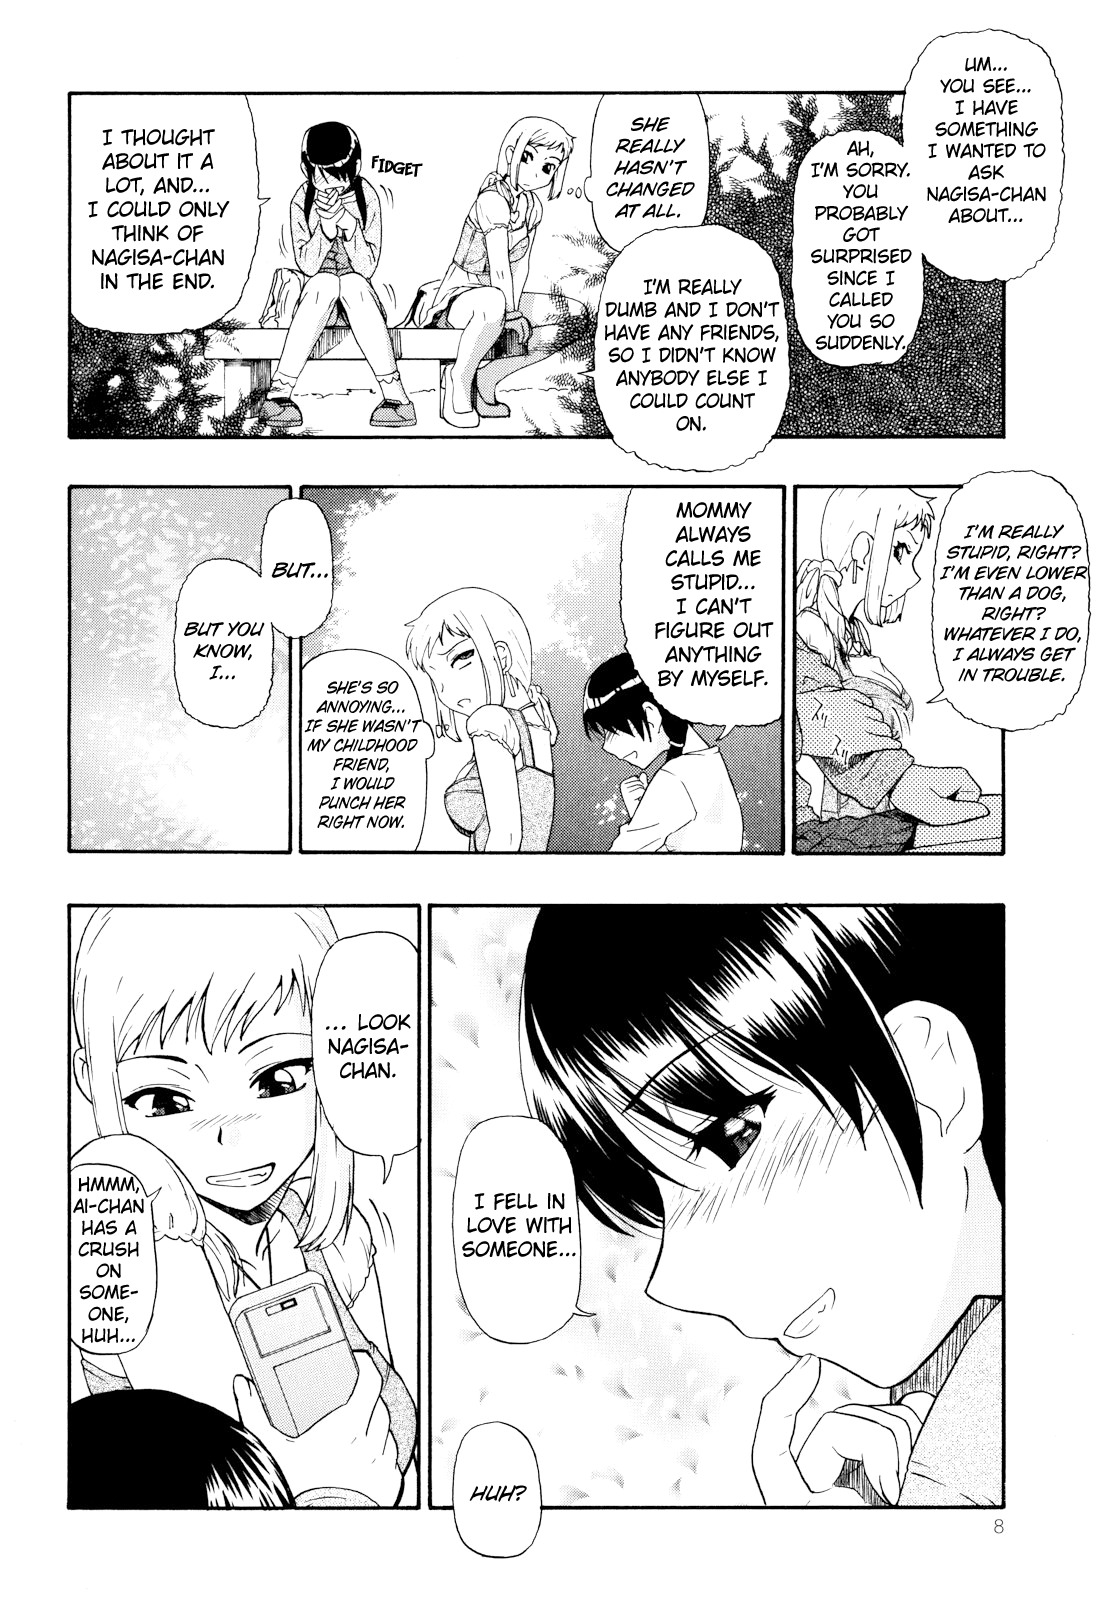 UM...
YOU SEE...
I HAVE
SOMETHING
I WANTED TO
ASK
NAGISA-CHAN
ABOUT...
AH,
I'M SORRY.
YOU
PROBABLY
GOT
SURPRISED
SINCE I
CALLED
YOU SO
SUDDENLY.
SHE
REALLY
HASN'T
CHANGED
AT ALL.
I'M REALLY
DUMB AND I DON'T
HAVE ANY FRIENDS,
SO I DIDN'T KNOW
ANYBODY ELSE I
COULD COUNT
ON.
FIDGET
I THOUGHT
ABOUT IT A
LOT, AND...
I COULD ONLY
THINK OF
NAGISA-CHAN
IN THE END.
I'M REALLY
STUPID, RIGHT?
I'M EVEN LOWER
THAN A DOG,
RIGHT?
WHATEVER I DO,
I ALWAYS GET
IN TROUBLE.
MOMMY
ALWAYS
CALLS ME
STUPID...
I CAN'T
FIGURE OUT
ANYTHING
BY MYSELF.
SHE'S SO
ANNOYING...
IF SHE WASN'T
MY CHILDHOOD
FRIEND,
I WOULD
PUNCH HER
RIGHT NOW.
BUT...
BUT YOU
KNOW,
I...
I FELL IN
LOVE WITH
SOMEONE...
HUH?
... LOOK
NAGISA-
CHAN.
HMMM,
AI-CHAN
HAS A
CRUSH
ON
SOME-
ONE,
HUH...
8